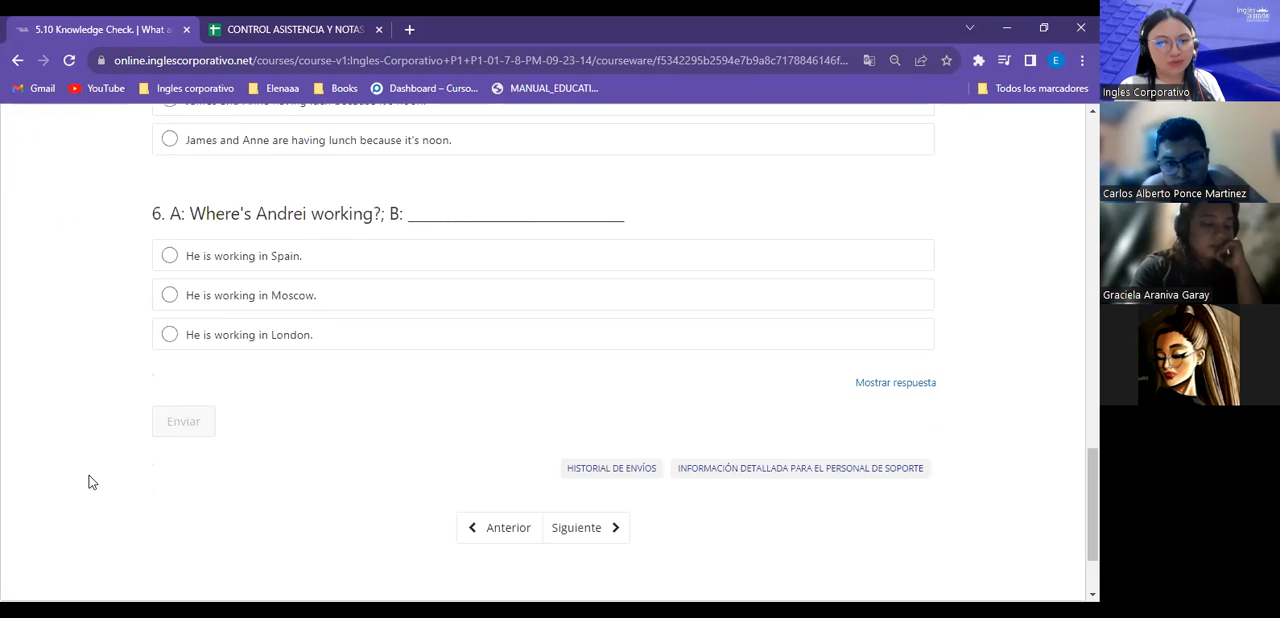 5.10 Knowledge Check. | What a
CONTROL ASISTENCIA Y NOTAS
online.inglescorporativo.net/courses/course-v1:Ingles-Corporativo+P1+P1-01-7-8-PM-09-23-14/courseware/f5342295b2594e7b9a8c7178846146f...
E
Gmail
YouTube
Ingles corporativo
Elenaaa
Books
Dashboard – Curso...
MANUAL_EDUCATI...
Todos los marcadores
James and Anne are having lunch because it's noon.
6. A: Where's Andrei working?; B: ____________________________
He is working in Spain.
He is working in Moscow.
He is working in London.
Mostrar respuesta
Enviar
HISTORIAL DE ENVÍOS
INFORMACIÓN DETALLADA PARA EL PERSONAL DE SOPORTE
Anterior
Siguiente
Ingles Corporativo
Carlos Alberto Ponce Martinez
Graciela Araniva Garay